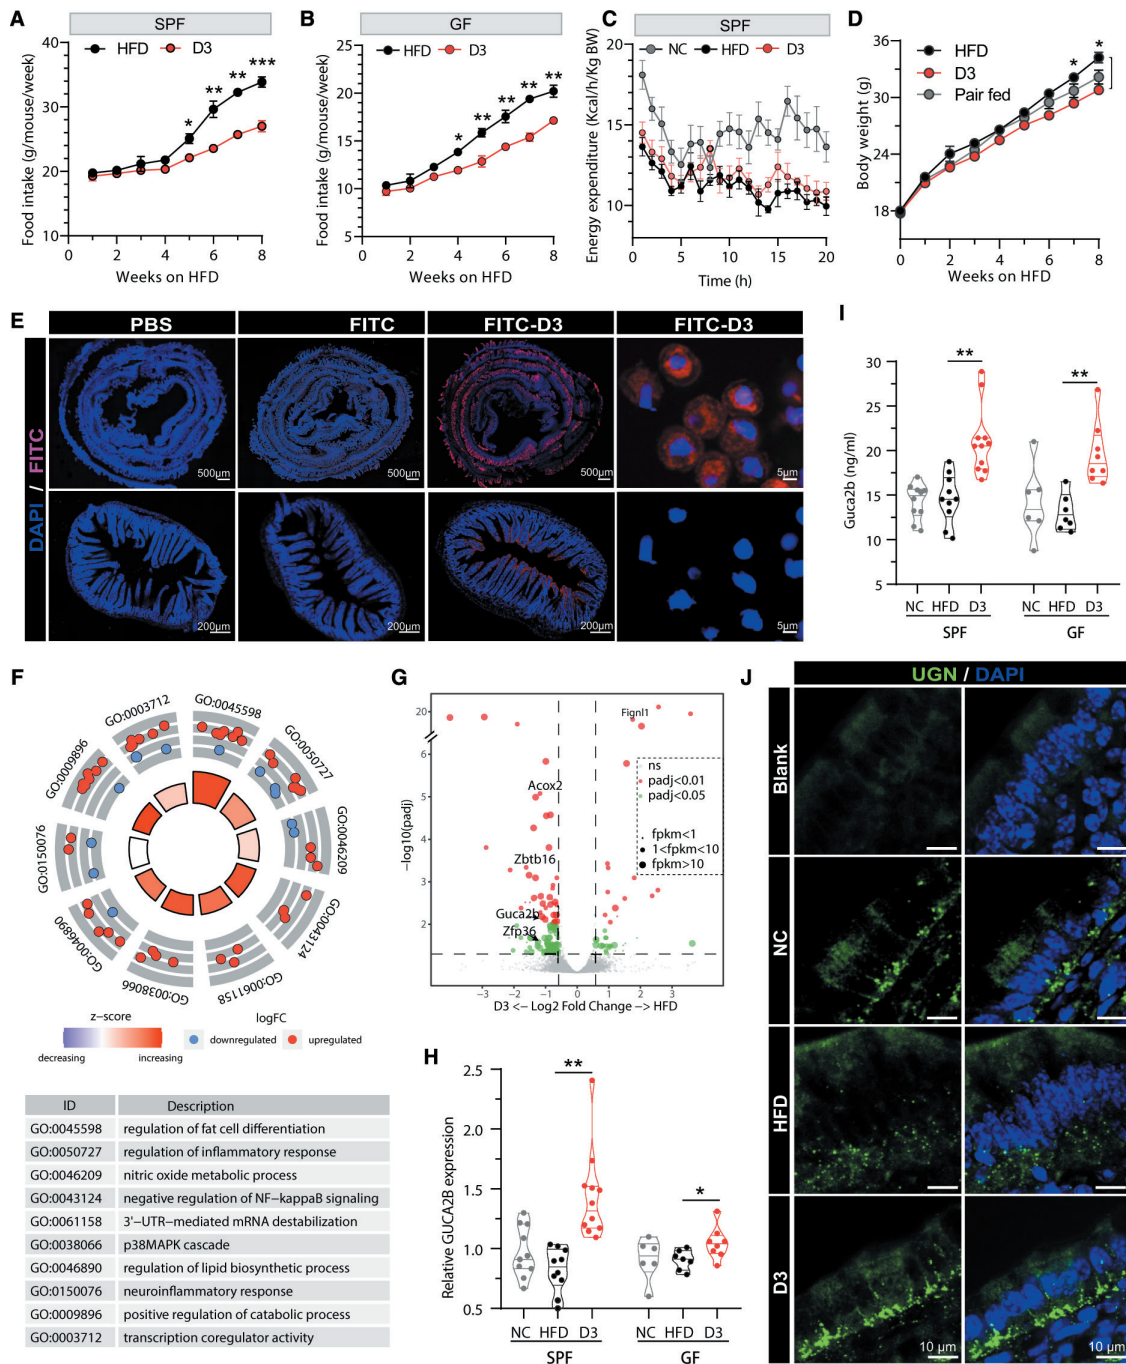 A
SPF
HFD D3
Food intake (g/mouse/week)
40
30
20
10
* ** ** ***
0 2 4 6 8
Weeks on HFD
B
GF
HFD D3
Food intake (g/mouse/week)
25
20
15
10
5
* ** ** ** **
0 2 4 6 8
Weeks on HFD
C
SPF
NC HFD D3
Energy expenditure (Kcal/h/Kg BW)
20
15
10
0 5 10 15 20
Time (h)
D
HFD
D3
Pair fed
Body weight (g)
36
30
24
18
* *
0 2 4 6 8
Weeks on HFD
E
PBS FITC FITC-D3 FITC-D3
DAPI / FITC
500µm 500µm 500µm 5µm
200µm 200µm 200µm 5µm
I
Guca2b (ng/ml)
30
25
20
15
10
5
** **
NC HFD D3 NC HFD D3
SPF GF
F
GO:0045598
GO:0050727
GO:0046209
GO:0043124
GO:0061158
GO:0038066
GO:0046890
GO:0150076
GO:0009896
GO:0003712
z-score
decreasing increasing
logFC
downregulated upregulated
ID Description
GO:0045598 regulation of fat cell differentiation
GO:0050727 regulation of inflammatory response
GO:0046209 nitric oxide metabolic process
GO:0043124 negative regulation of NF-kappaB signaling
GO:0061158 3'-UTR-mediated mRNA destabilization
GO:0038066 p38MAPK cascade
GO:0046890 regulation of lipid biosynthetic process
GO:0150076 neuroinflammatory response
GO:0009896 positive regulation of catabolic process
GO:0003712 transcription coregulator activity
G
-log10(padj)
20
6
5
4
3
2
Fignl1
Acox2
Zbtb16
Guca2b
Zfp36
ns
padj<0.01
padj<0.05
fpkm<1
1<fpkm<10
fpkm>10
-3 -2 -1 0 1 2 3
D3 <- Log2 Fold Change -> HFD
H
Relative GUCA2B expression
2.5
2.0
1.5
1.0
0.5
** *
NC HFD D3 NC HFD D3
SPF GF
J
UGN / DAPI
Blank
NC
HFD
D3
10 µm 10 µm